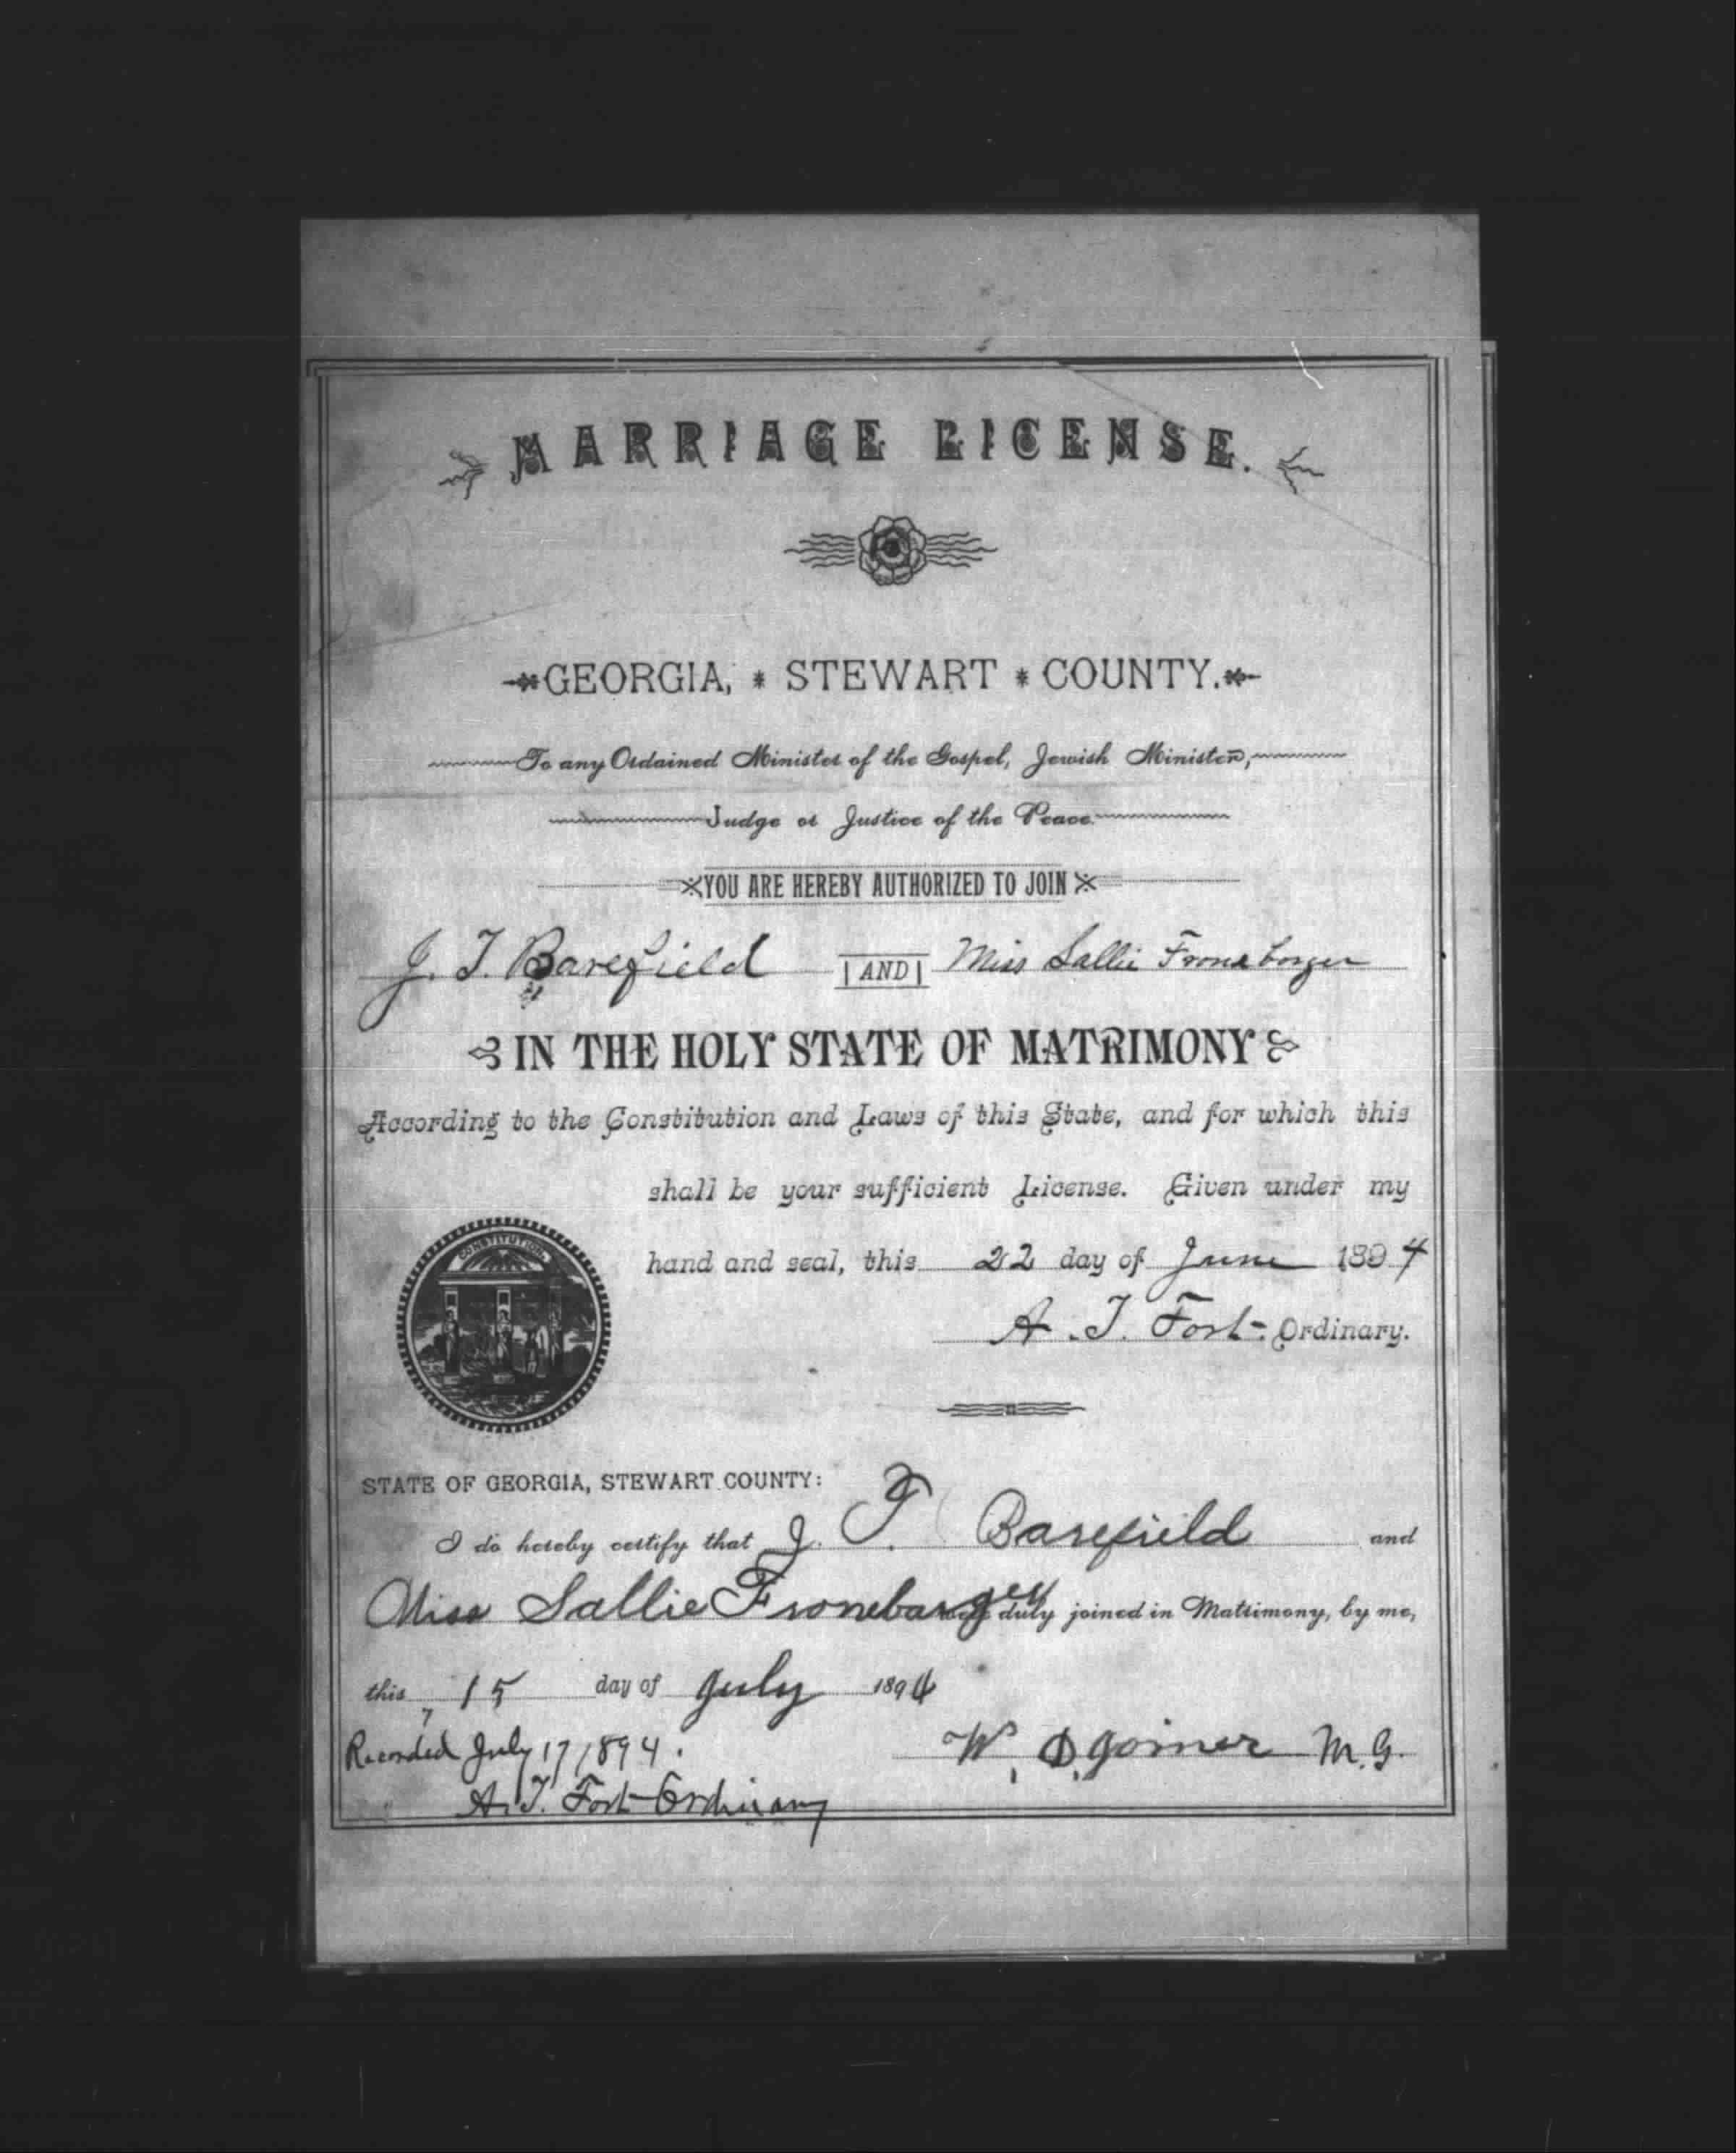 MARRIAGE LICENSE.
GEORGIA, * STEWART * COUNTY.
To any Ordained Minister of the Gospel, Jewish Minister,
Judge or Justice of the Peace.
YOU ARE HEREBY AUTHORIZED TO JOIN
J. T. Barefield AND Miss Sallie Froneberger
IN THE HOLY STATE OF MATRIMONY
According to the Constitution and Laws of this State, and for which this
shall be your sufficient License. Given under my
hand and seal, this 22 day of June 1894
CONSTITUTION
A. T. Fort Ordinary.
STATE OF GEORGIA, STEWART COUNTY:
I do hereby certify that J. T. Barefield and
Miss Sallie Fronebarger were duly joined in Matrimony, by me,
this 15 day of July 1894
Recorded July 17 1894.
W. D. Goiner M.G.
A. T. Fort Ordinary